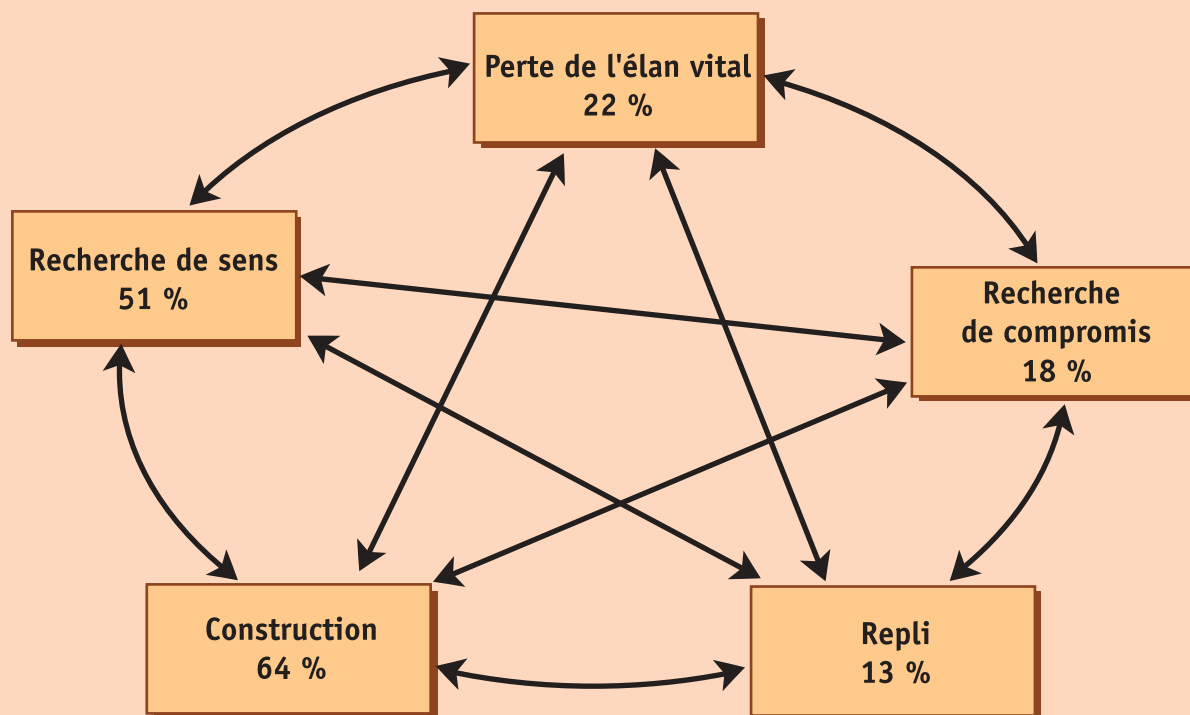 Perte de l'élan vital
22 %
Recherche de sens
51 %
Recherche
de compromis
18 %
Construction
64 %
Repli
13 %